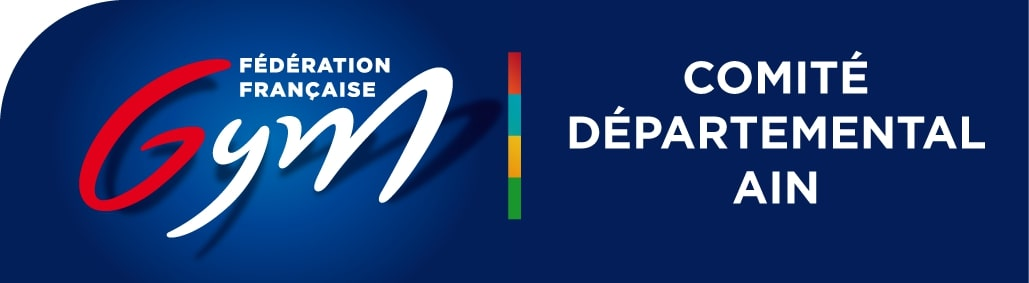 FÉDÉRATION
FRANÇAISE
Gym
COMITÉ
DÉPARTEMENTAL
AIN